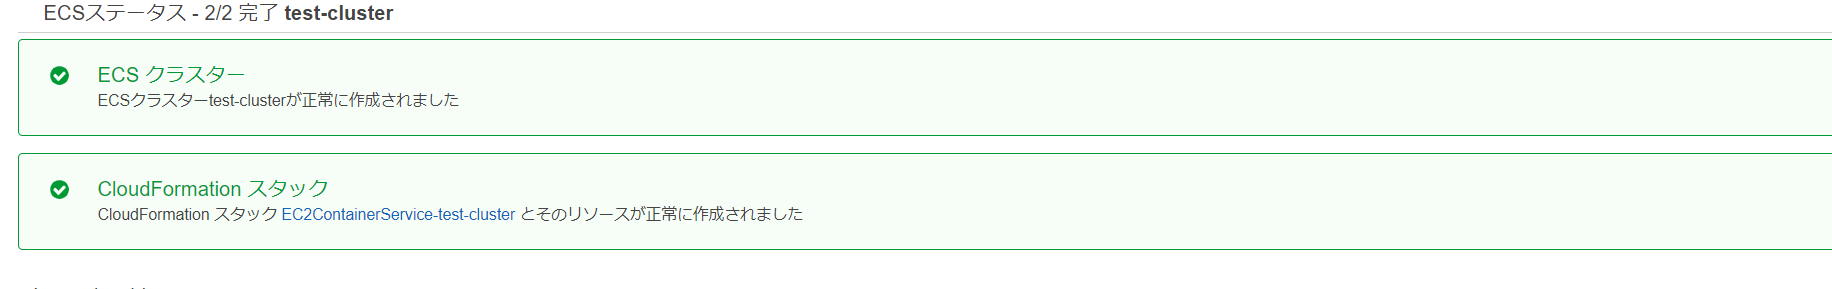 ECSステータス - 2/2 完了 test-cluster
ECS クラスター
ECSクラスターtest-clusterが正常に作成されました
CloudFormation スタック
CloudFormation スタック EC2ContainerService-test-cluster とそのリソースが正常に作成されました